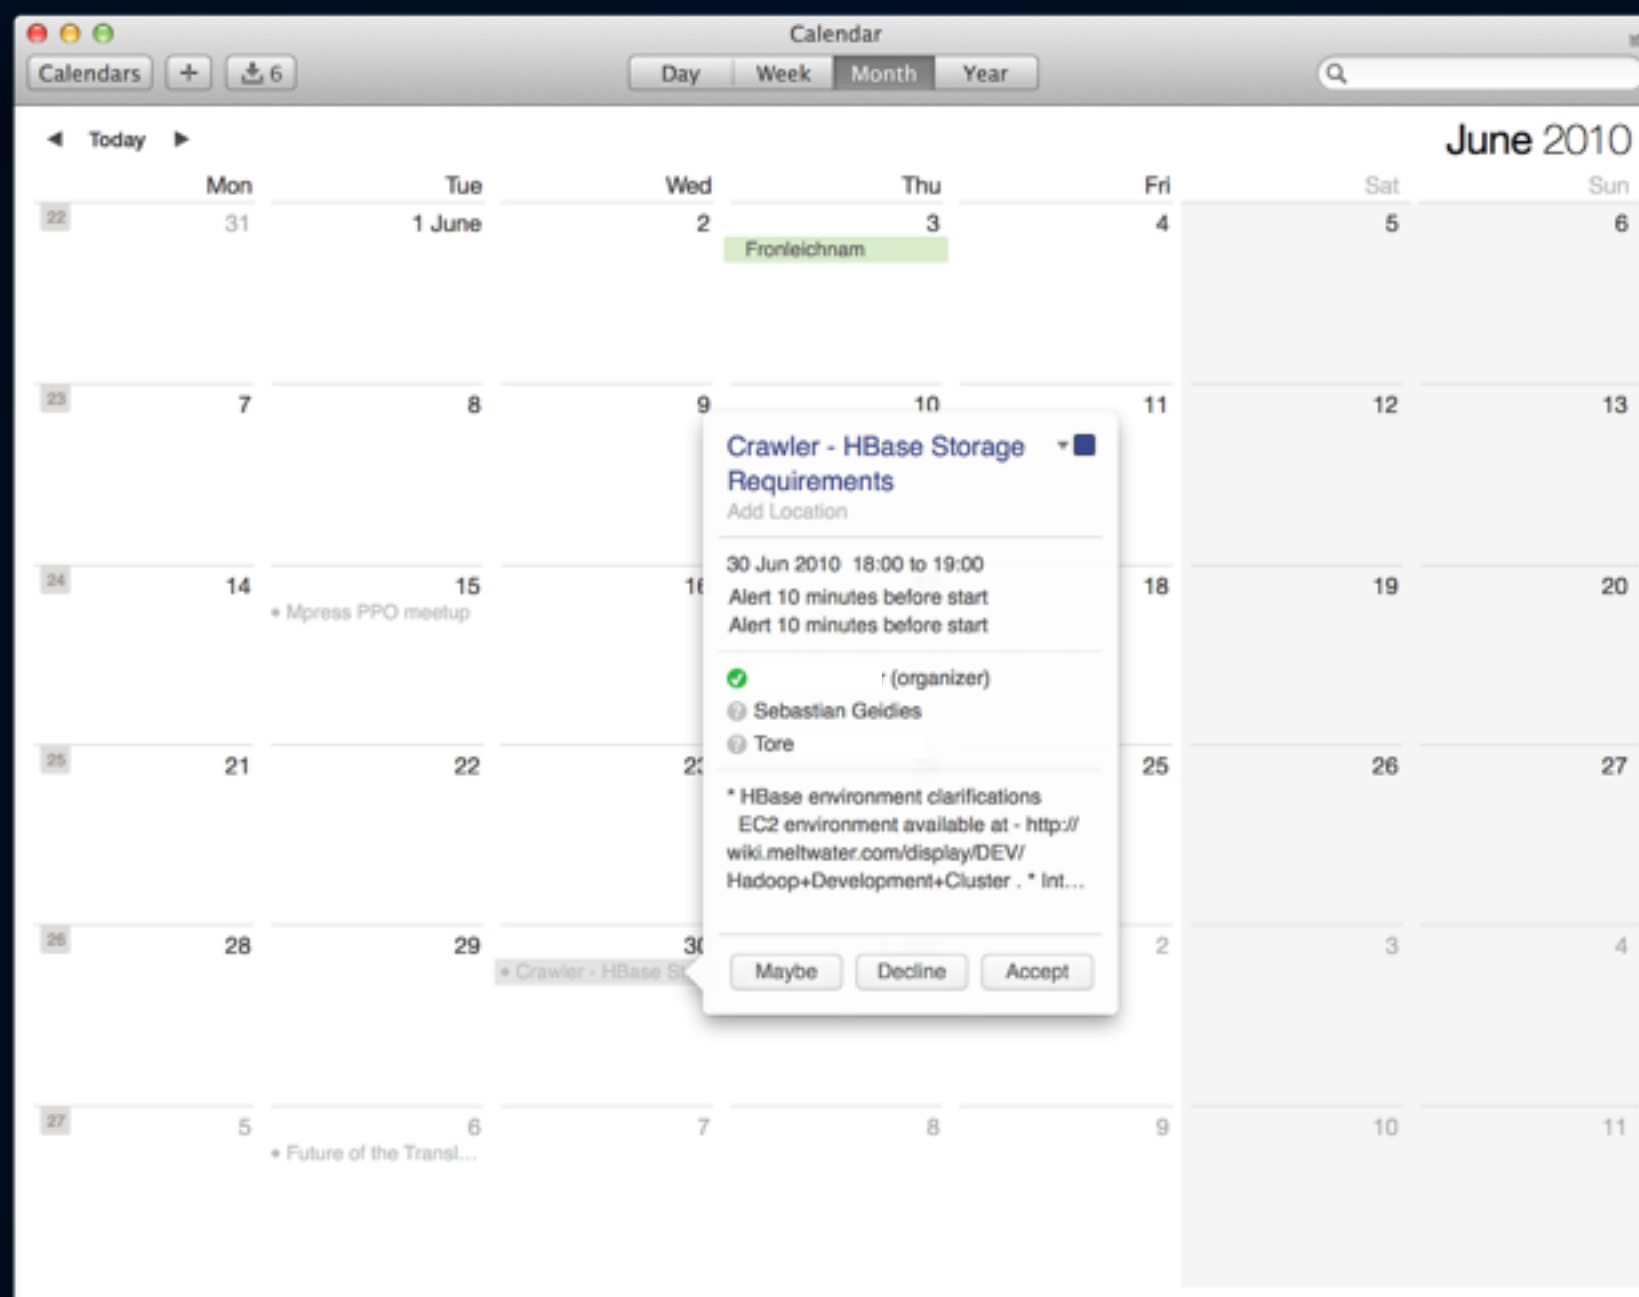 Calendar
Calendars + 6 Day Week Month Year
Today June 2010
Mon Tue Wed Thu Fri Sat Sun
22 31 1 June 2 3 4 5 6
Fronleichnam
23 7 8 9 10 11 12 13
Crawler - HBase Storage
Requirements
Add Location
30 Jun 2010 18:00 to 19:00
24 14 15 18 19 20
• Mpress PPO meetup
Alert 10 minutes before start
Alert 10 minutes before start
(organizer)
Sebastian Geidies
Tore
25 21 22 25 26 27
* HBase environment clarifications
EC2 environment available at - http://
wiki.meltwater.com/display/DEV/
Hadoop+Development+Cluster . * Int...
26 28 29 30 2 3 4
• Crawler - HBase St
Maybe Decline Accept
27 5 6 7 8 9 10 11
• Future of the Transl...